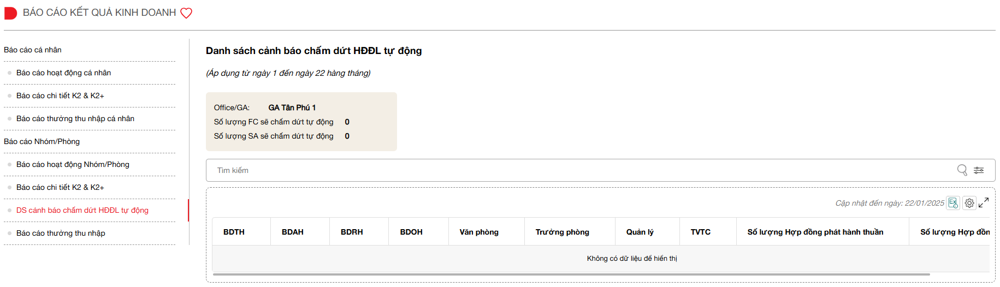 BÁO CÁO KẾT QUẢ KINH DOANH
Báo cáo cá nhân
Báo cáo hoạt động cá nhân
Báo cáo chi tiết K2 & K2+
Báo cáo thưởng thu nhập cá nhân
Báo cáo Nhóm/Phòng
Báo cáo hoạt động Nhóm/Phòng
Báo cáo chi tiết K2 & K2+
DS cảnh báo chấm dứt HĐĐL tự động
Báo cáo thưởng thu nhập
Danh sách cảnh báo chấm dứt HĐĐL tự động
(Áp dụng từ ngày 1 đến ngày 22 hàng tháng)
Office/GA: GA Tân Phú 1
Số lượng FC sẽ chấm dứt tự động 0
Số lượng SA sẽ chấm dứt tự động 0
Tìm kiếm
Cập nhật đến ngày: 22/01/2025
BDTH BDAH BDRH BDOH Văn phòng Trưởng phòng Quản lý TVTC Số lượng Hợp đồng phát hành thuần Số lượng Hợp đồn
Không có dữ liệu để hiển thị